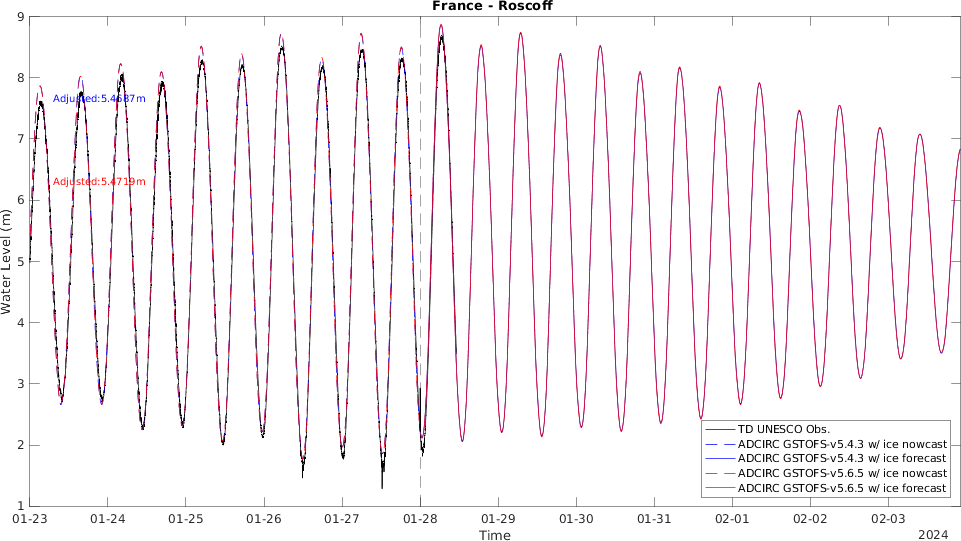 France - Roscoff
9
8
7
6
5
4
3
2
1
Water Level (m)
Adjusted:5.4687m
Adjusted:5.4719m
TD UNESCO Obs.
ADCIRC GSTOFS-v5.4.3 w/ ice nowcast
ADCIRC GSTOFS-v5.4.3 w/ ice forecast
ADCIRC GSTOFS-v5.6.5 w/ ice nowcast
ADCIRC GSTOFS-v5.6.5 w/ ice forecast
01-23 01-24 01-25 01-26 01-27 01-28 01-29 01-30 01-31 02-01 02-02 02-03
Time
2024